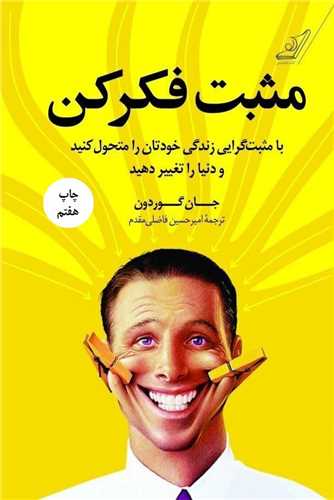 مثبت فکر کن
با مثبت‌گرایی زندگی خودتان را متحول کنید
و دنیا را تغییر دهید
چاپ
هفتم
جان گوردون
ترجمهٔ امیرحسین فاضلی‌مقدم